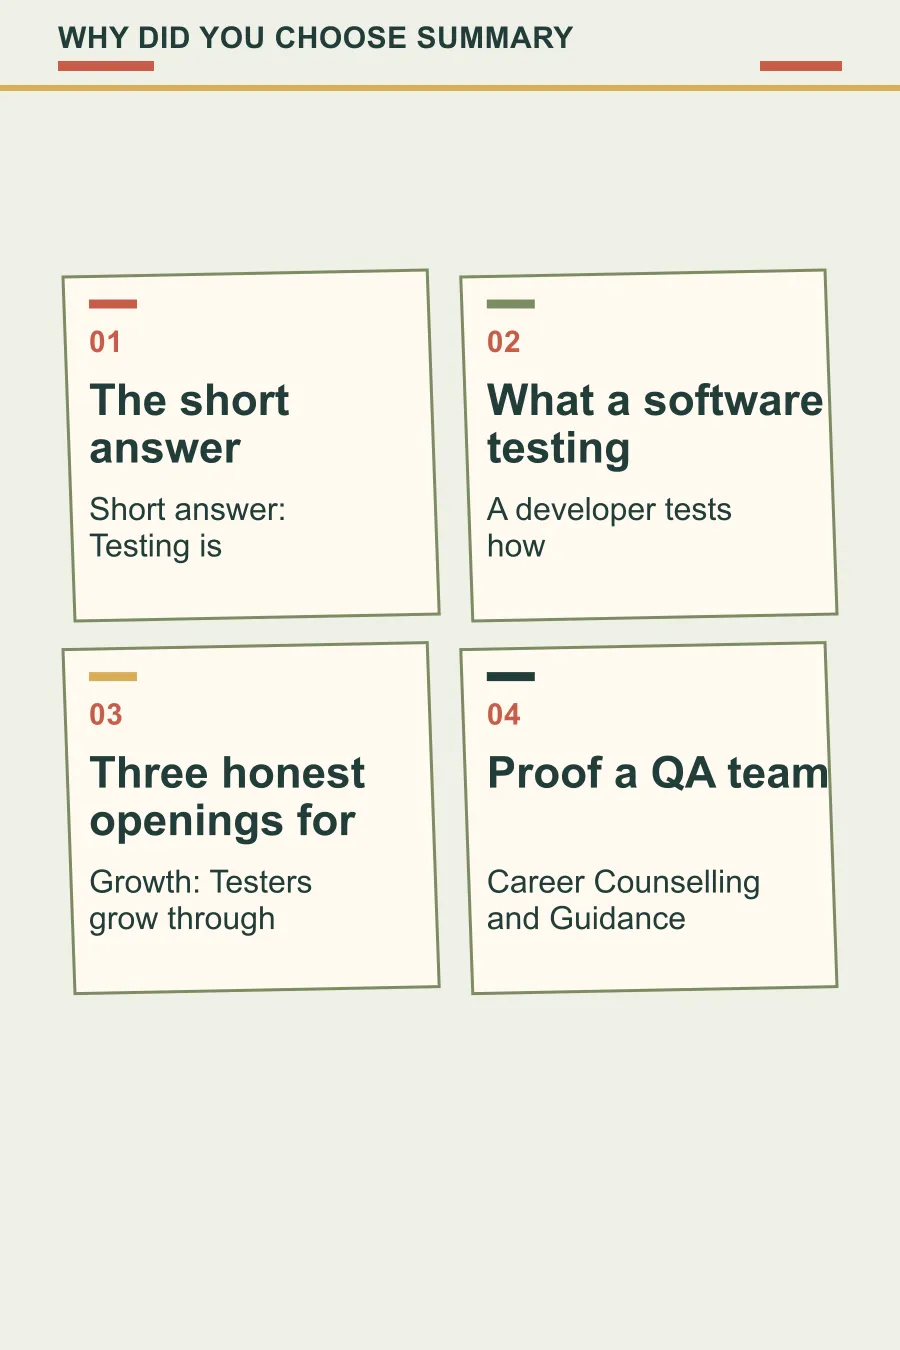 WHY DID YOU CHOOSE SUMMARY
01
The short
answer
Short answer:
Testing is
02
What a software
testing
A developer tests
how
03
Three honest
openings for
Growth: Testers
grow through
04
Proof a QA team
Career Counselling
and Guidance